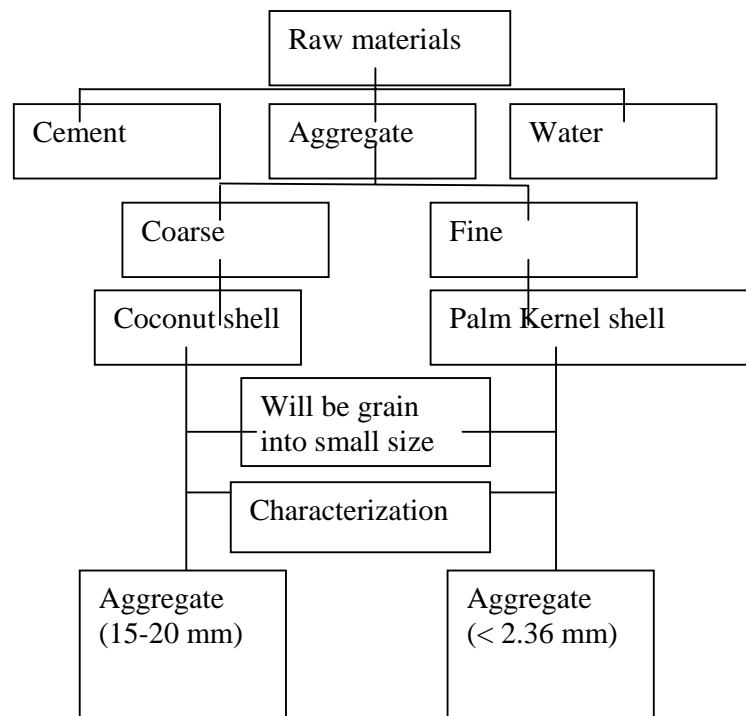 Raw materials
Cement
Aggregate
Water
Coarse
Fine
Coconut shell
Palm Kernel shell
Will be grain
into small size
Characterization
Aggregate
(15-20 mm)
Aggregate
(< 2.36 mm)